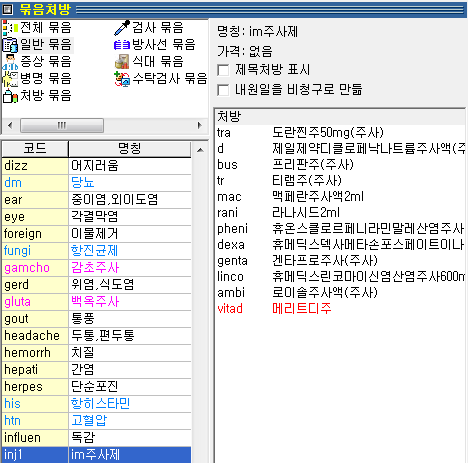 묶음처방
전체 묶음
검사 묶음
일반 묶음
방사선 묶음
증상 묶음
식대 묶음
병명 묶음
수탁검사 묶음
처방 묶음
명칭: im주사제
가격: 없음
제목처방 표시
내원일을 비청구로 만듦
코드 명칭
dizz 어지러움
dm 당뇨
ear 중이염,외이도염
eye 각결막염
foreign 이물제거
fungi 항진균제
gamcho 감초주사
gerd 위염,식도염
gluta 백옥주사
gout 통풍
headache 두통,편두통
hemorrh 치질
hepati 간염
herpes 단순포진
his 항히스타민
htn 고혈압
influen 독감
inj1 im주사제
처방
tra 도란찐주50mg(주사)
d 제일제약디클로페낙나트륨주사액(주
bus 프리판주(주사)
tr 티램주(주사)
mac 맥페란주사액2ml
rani 라나시드2ml
pheni 휴온스클로르페니라민말레산염주사
dexa 휴메딕스덱사메타손포스페이트이나
genta 겐타프로주사(주사)
linco 휴메딕스린코마이신염산염주사600m
ambi 로이솔주사액(주사)
vitad 메리트디주